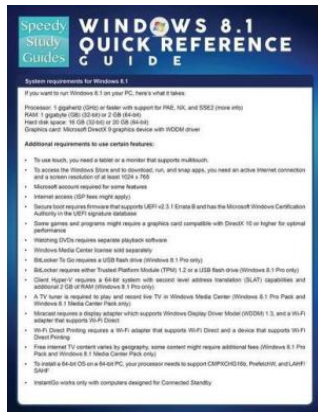 Speedy
Study
Guides
WINDOWS 8.1
QUICK REFERENCE
GUIDE
System requirements for Windows 8.1
If you want to run Windows 8.1 on your PC, here's what it takes:
Processor: 1 gigahertz (GHz) or faster with support for PAE, NX, and SSE2 (more info)
RAM: 1 gigabyte (GB) (32-bit) or 2 GB (64-bit)
Hard disk space: 16 GB (32-bit) or 20 GB (64-bit)
Graphics card: Microsoft DirectX 9 graphics device with WDDM driver
Additional requirements to use certain features:
• To use touch, you need a tablet or a monitor that supports multitouch.
• To access the Windows Store and to download, run, and snap apps, you need an active Internet connection
and a screen resolution of at least 1024 x 768
• Microsoft account required for some features
• Internet access (ISP fees might apply)
• Secure boot requires firmware that supports UEFI v2.3.1 Errata B and has the Microsoft Windows Certification
Authority in the UEFI signature database
• Some games and programs might require a graphics card compatible with DirectX 10 or higher for optimal
performance
• Watching DVDs requires separate playback software
• Windows Media Center license sold separately
• BitLocker To Go requires a USB flash drive (Windows 8.1 Pro only)
• BitLocker requires either Trusted Platform Module (TPM) 1.2 or a USB flash drive (Windows 8.1 Pro only)
• Client Hyper-V requires a 64-bit system with second level address translation (SLAT) capabilities and
additional 2 GB of RAM (Windows 8.1 Pro only)
• A TV tuner is required to play and record live TV in Windows Media Center (Windows 8.1 Pro Pack and
Windows 8.1 Media Center Pack only)
• Miracast requires a display adapter which supports Windows Display Driver Model (WDDM) 1.3, and a Wi-Fi
adapter that supports Wi-Fi Direct
• Wi-Fi Direct Printing requires a Wi-Fi adapter that supports Wi-Fi Direct and a device that supports Wi-Fi
Direct Printing
• Free Internet TV content varies by geography, some content might require additional fees (Windows 8.1 Pro
Pack and Windows 8.1 Media Center Pack only)
• To install a 64-bit OS on a 64-bit PC, your processor needs to support CMPXCHG16b, PrefetchW, and LAHF/
SAHF
• InstantGo works only with computers designed for Connected Standby